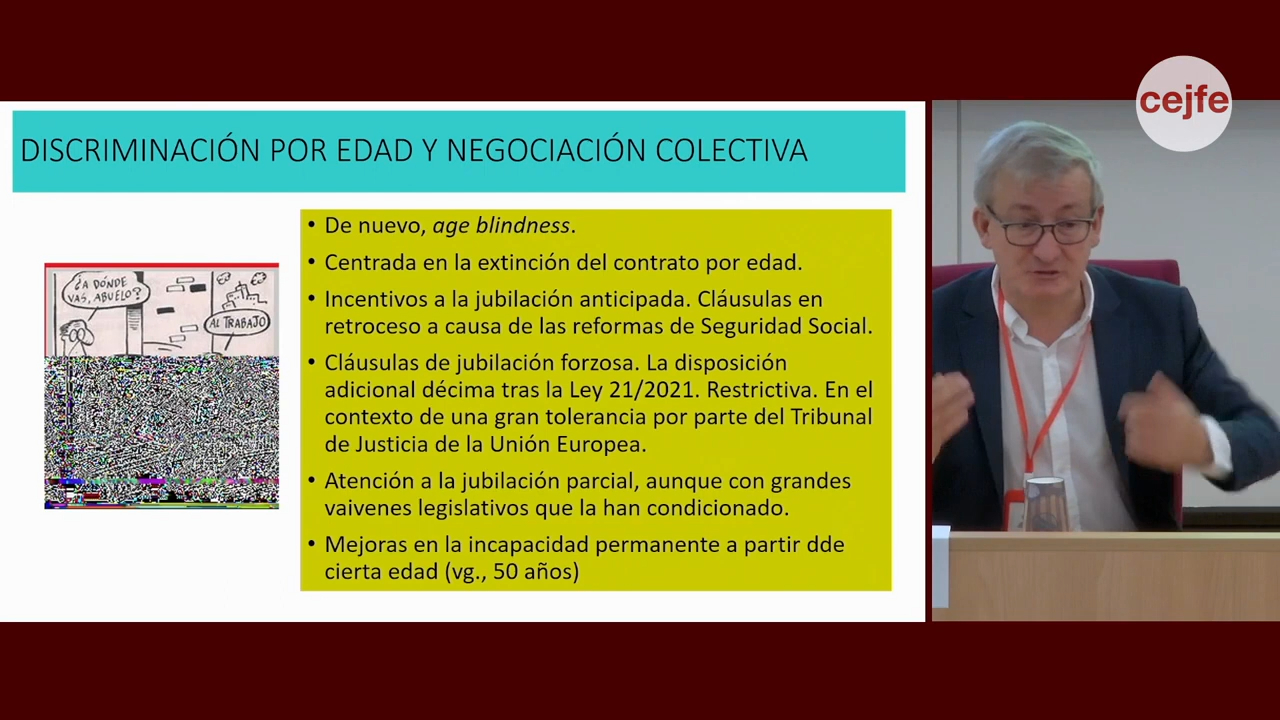 cejfe
DISCRIMINACIÓN POR EDAD Y NEGOCIACIÓN COLECTIVA
¿A DÓNDE
VAS, ABUELO?
AL TRABAJO
• De nuevo, age blindness.
• Centrada en la extinción del contrato por edad.
• Incentivos a la jubilación anticipada. Cláusulas en
retroceso a causa de las reformas de Seguridad Social.
• Cláusulas de jubilación forzosa. La disposición
adicional décima tras la Ley 21/2021. Restrictiva. En el
contexto de una gran tolerancia por parte del Tribunal
de Justicia de la Unión Europea.
• Atención a la jubilación parcial, aunque con grandes
vaivenes legislativos que la han condicionado.
• Mejoras en la incapacidad permanente a partir dde
cierta edad (vg., 50 años)